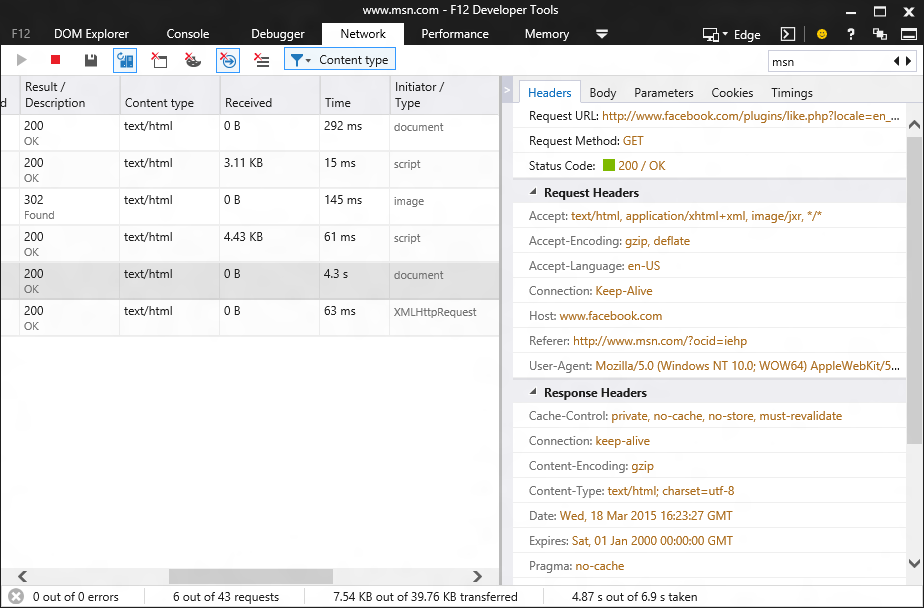 www.msn.com - F12 Developer Tools
F12 DOM Explorer Console Debugger Network Performance Memory Edge ?
Content type
msn
d Result / Description Content type Received Time Initiator / Type
200 OK text/html 0 B 292 ms document
200 OK text/html 3.11 KB 15 ms script
302 Found text/html 0 B 145 ms image
200 OK text/html 4.43 KB 61 ms script
200 OK text/html 0 B 4.3 s document
200 OK text/html 0 B 63 ms XMLHttpRequest
Headers Body Parameters Cookies Timings
Request URL: http://www.facebook.com/plugins/like.php?locale=en_...
Request Method: GET
Status Code: 200 / OK
Request Headers
Accept: text/html, application/xhtml+xml, image/jxr, */*
Accept-Encoding: gzip, deflate
Accept-Language: en-US
Connection: Keep-Alive
Host: www.facebook.com
Referer: http://www.msn.com/?ocid=iehp
User-Agent: Mozilla/5.0 (Windows NT 10.0; WOW64) AppleWebKit/5...
Response Headers
Cache-Control: private, no-cache, no-store, must-revalidate
Connection: keep-alive
Content-Encoding: gzip
Content-Type: text/html; charset=utf-8
Date: Wed, 18 Mar 2015 16:23:27 GMT
Expires: Sat, 01 Jan 2000 00:00:00 GMT
Pragma: no-cache
0 out of 0 errors 6 out of 43 requests 7.54 KB out of 39.76 KB transferred 4.87 s out of 6.9 s taken